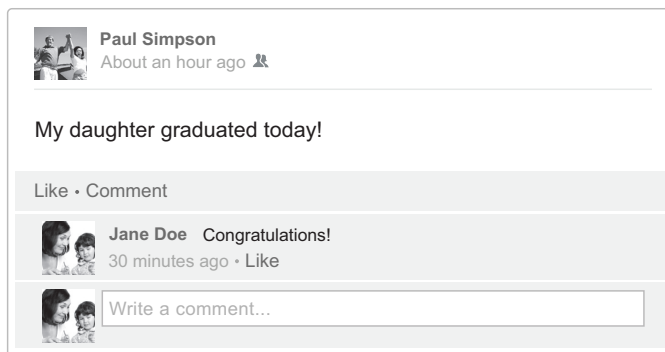 Paul Simpson
About an hour ago
My daughter graduated today!
Like • Comment
Jane Doe Congratulations!
30 minutes ago • Like
Write a comment...